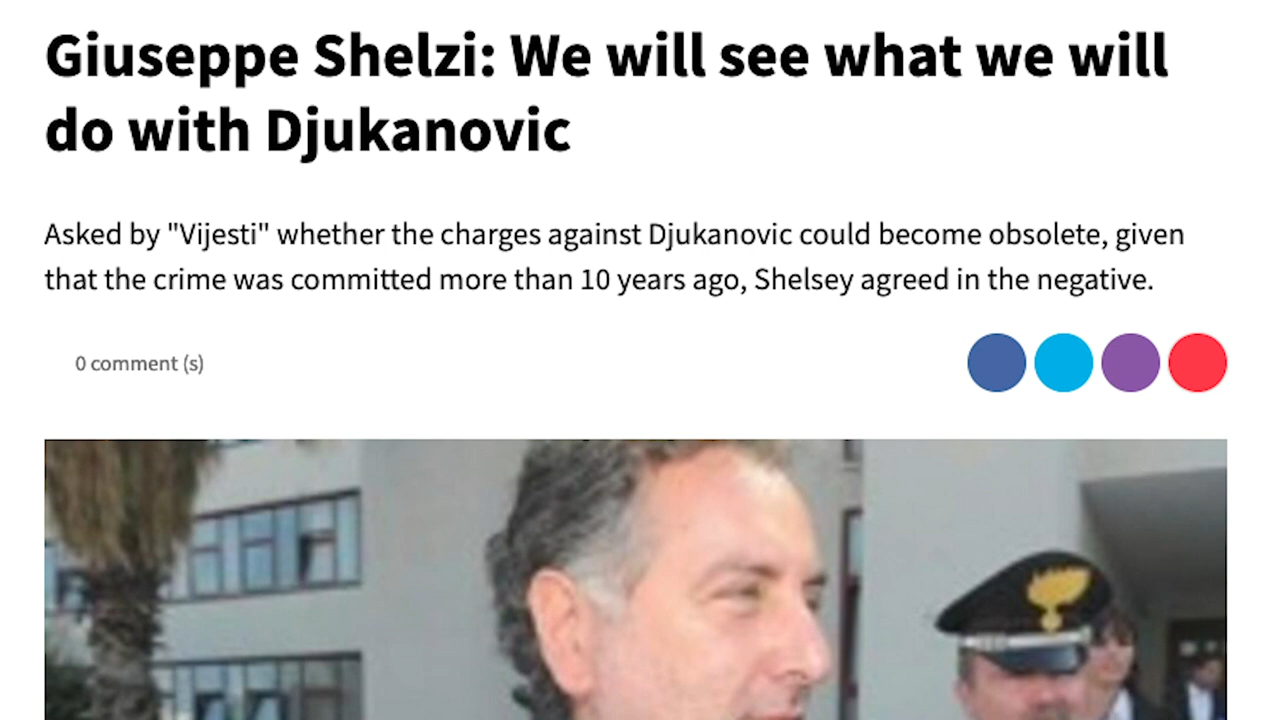 Giuseppe Shelzi: We will see what we will
do with Djukanovic
Asked by "Vijesti" whether the charges against Djukanovic could become obsolete, given
that the crime was committed more than 10 years ago, Shelsey agreed in the negative.
0 comment (s)